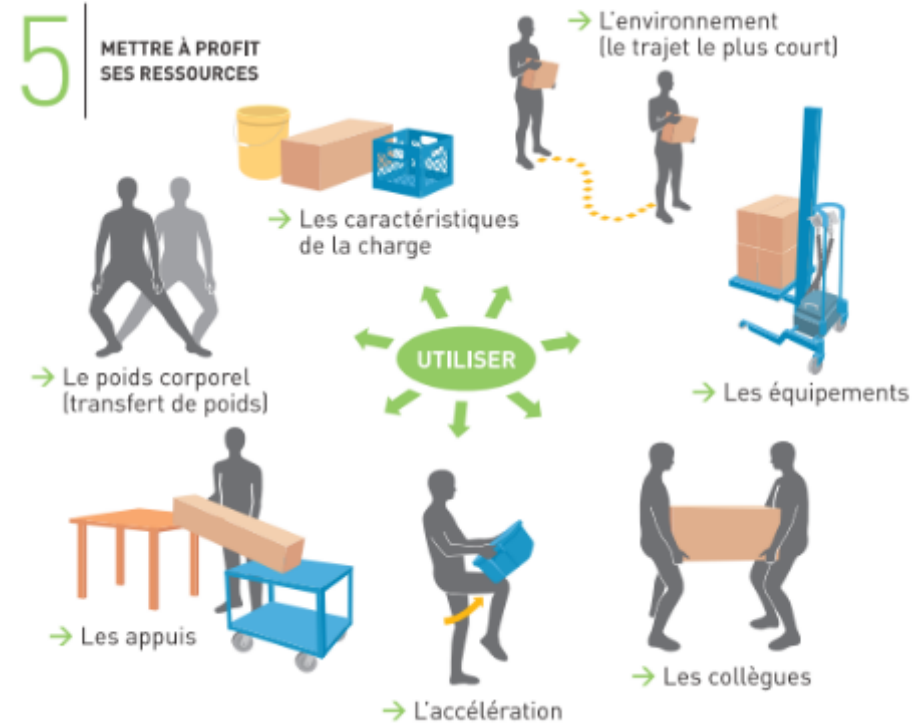 5
METTRE À PROFIT
SES RESSOURCES
→ L'environnement
(le trajet le plus court)
→ Les caractéristiques
de la charge
→ Le poids corporel
(transfert de poids)
UTILISER
→ Les équipements
→ Les appuis
→ L'accélération
→ Les collègues